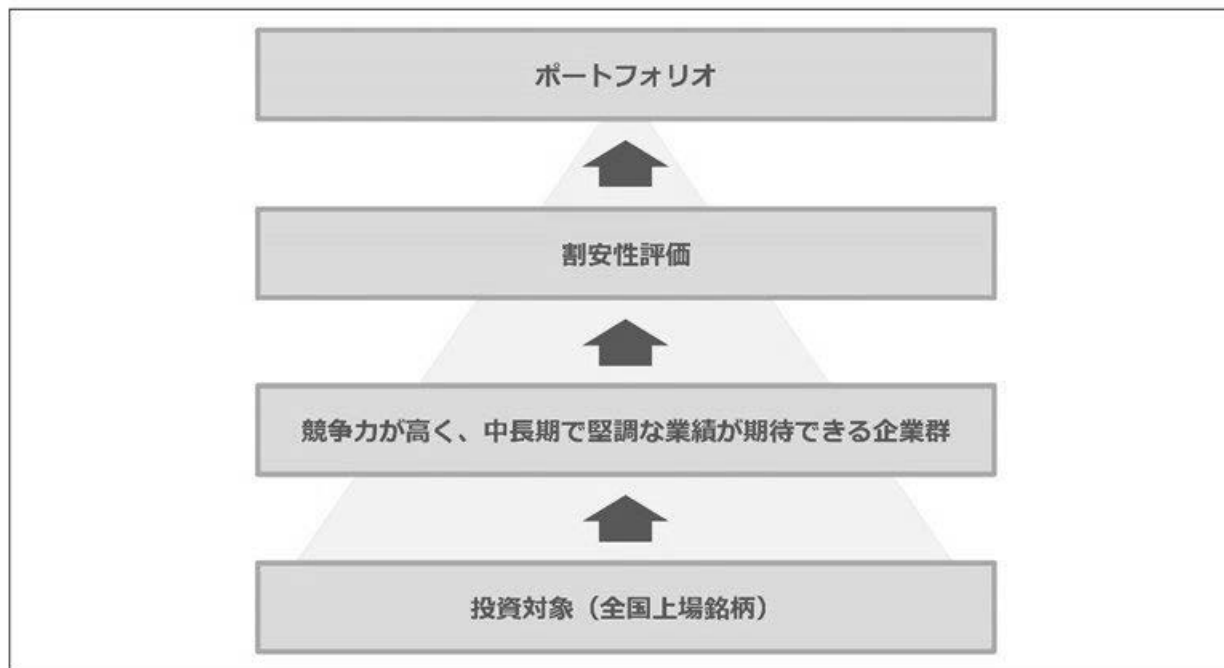 ポートフォリオ
割安性評価
競争力が高く、中長期で堅調な業績が期待できる企業群
投資対象（全国上場銘柄）